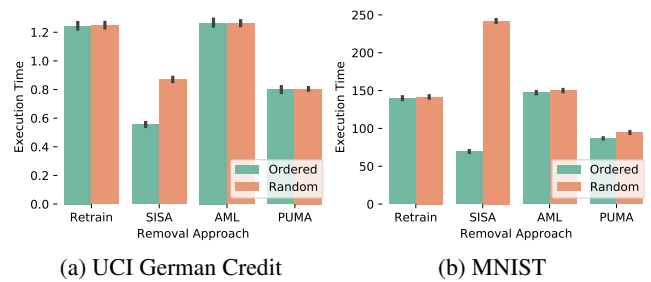 Execution Time
1.2
1.0
0.8
0.6
0.4
0.2
0.0
Ordered
Random
Retrain SISA AML PUMA
Removal Approach
(a) UCI German Credit
Execution Time
250
200
150
100
50
0
Ordered
Random
Retrain SISA AML PUMA
Removal Approach
(b) MNIST